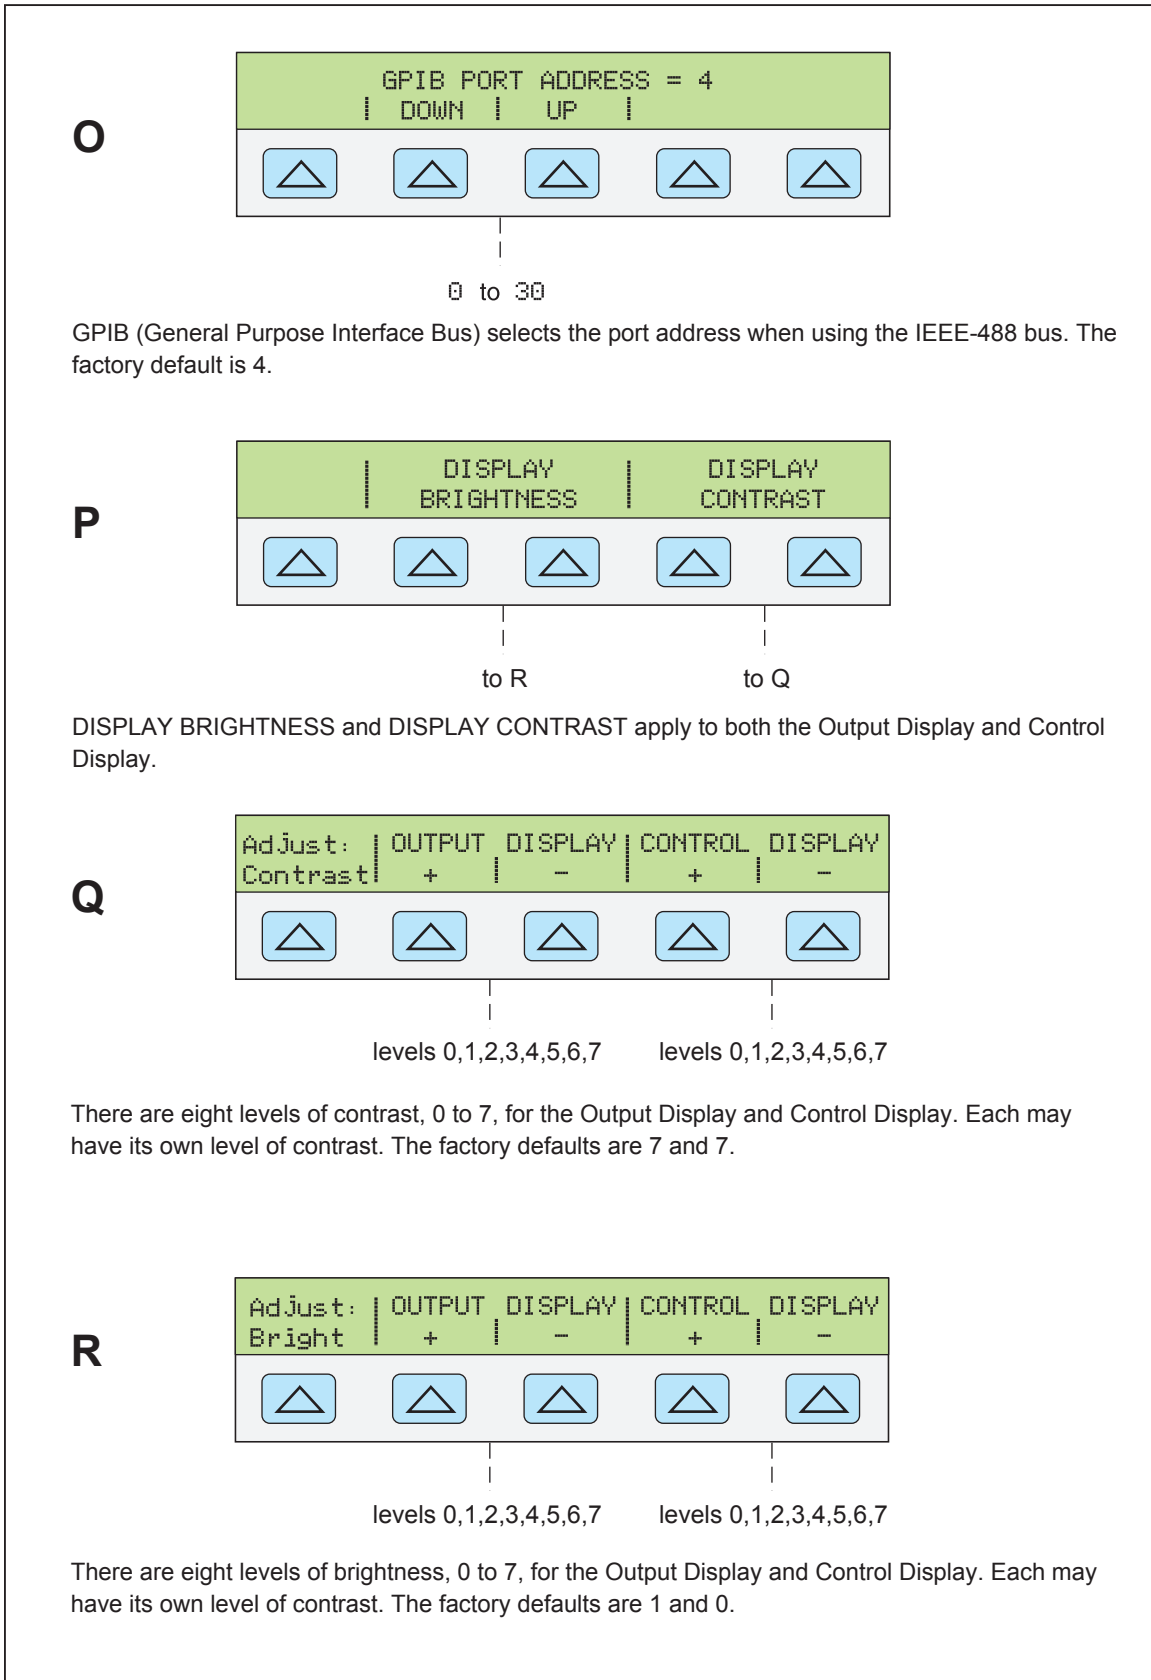 O
GPIB PORT ADDRESS = 4
DOWN UP
0 to 30
GPIB (General Purpose Interface Bus) selects the port address when using the IEEE-488 bus. The
factory default is 4.
P
DISPLAY DISPLAY
BRIGHTNESS CONTRAST
to R to Q
DISPLAY BRIGHTNESS and DISPLAY CONTRAST apply to both the Output Display and Control
Display.
Q
Adjust: OUTPUT DISPLAY CONTROL DISPLAY
Contrast + - + -
levels 0,1,2,3,4,5,6,7 levels 0,1,2,3,4,5,6,7
There are eight levels of contrast, 0 to 7, for the Output Display and Control Display. Each may
have its own level of contrast. The factory defaults are 7 and 7.
R
Adjust: OUTPUT DISPLAY CONTROL DISPLAY
Bright + - + -
levels 0,1,2,3,4,5,6,7 levels 0,1,2,3,4,5,6,7
There are eight levels of brightness, 0 to 7, for the Output Display and Control Display. Each may
have its own level of contrast. The factory defaults are 1 and 0.